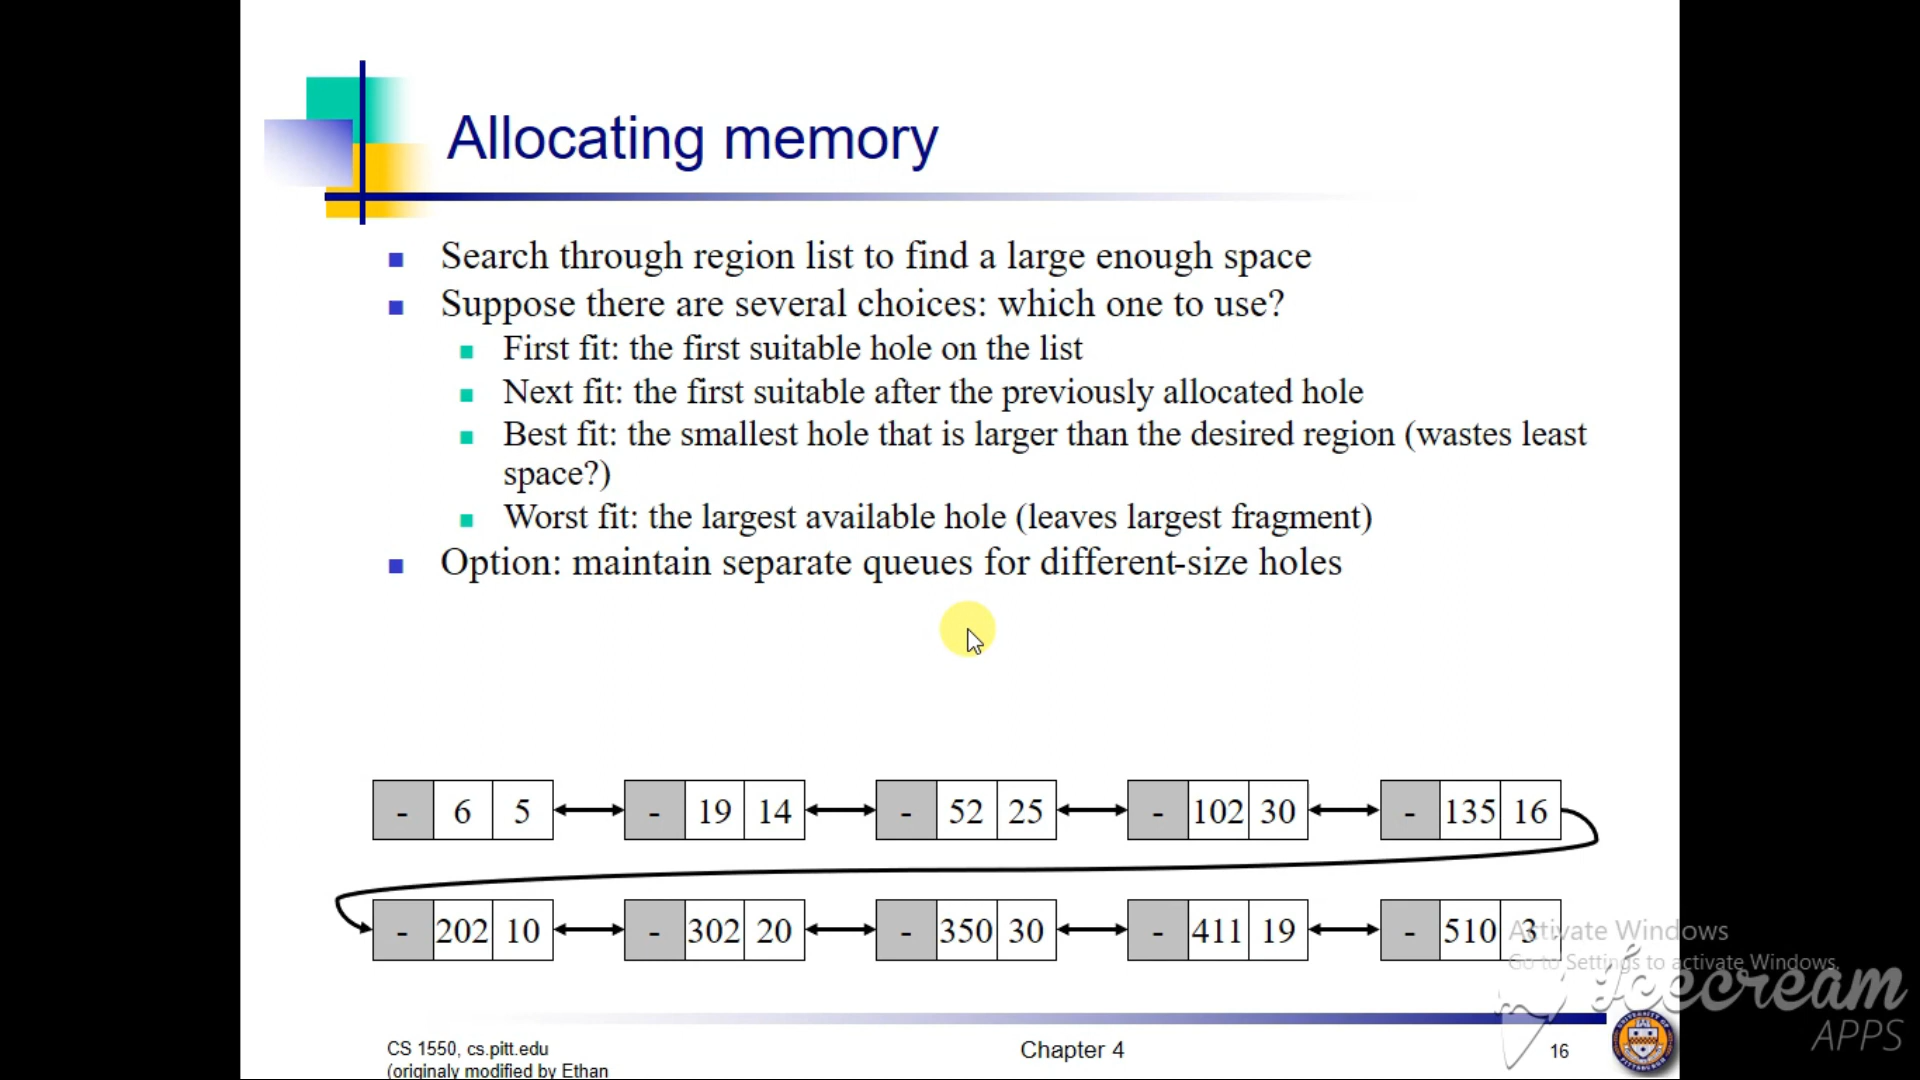 Allocating memory
Search through region list to find a large enough space
Suppose there are several choices: which one to use?
First fit: the first suitable hole on the list
Next fit: the first suitable after the previously allocated hole
Best fit: the smallest hole that is larger than the desired region (wastes least
space?)
Worst fit: the largest available hole (leaves largest fragment)
Option: maintain separate queues for different-size holes
- 6 5 - 19 14 - 52 25 - 102 30 - 135 16
- 202 10 - 302 20 - 350 30 - 411 19 - 510 3
Activate Windows
Go to Settings to activate Windows.
icecream
APPS
CS 1550, cs.pitt.edu
(originaly modified by Ethan
Chapter 4
16